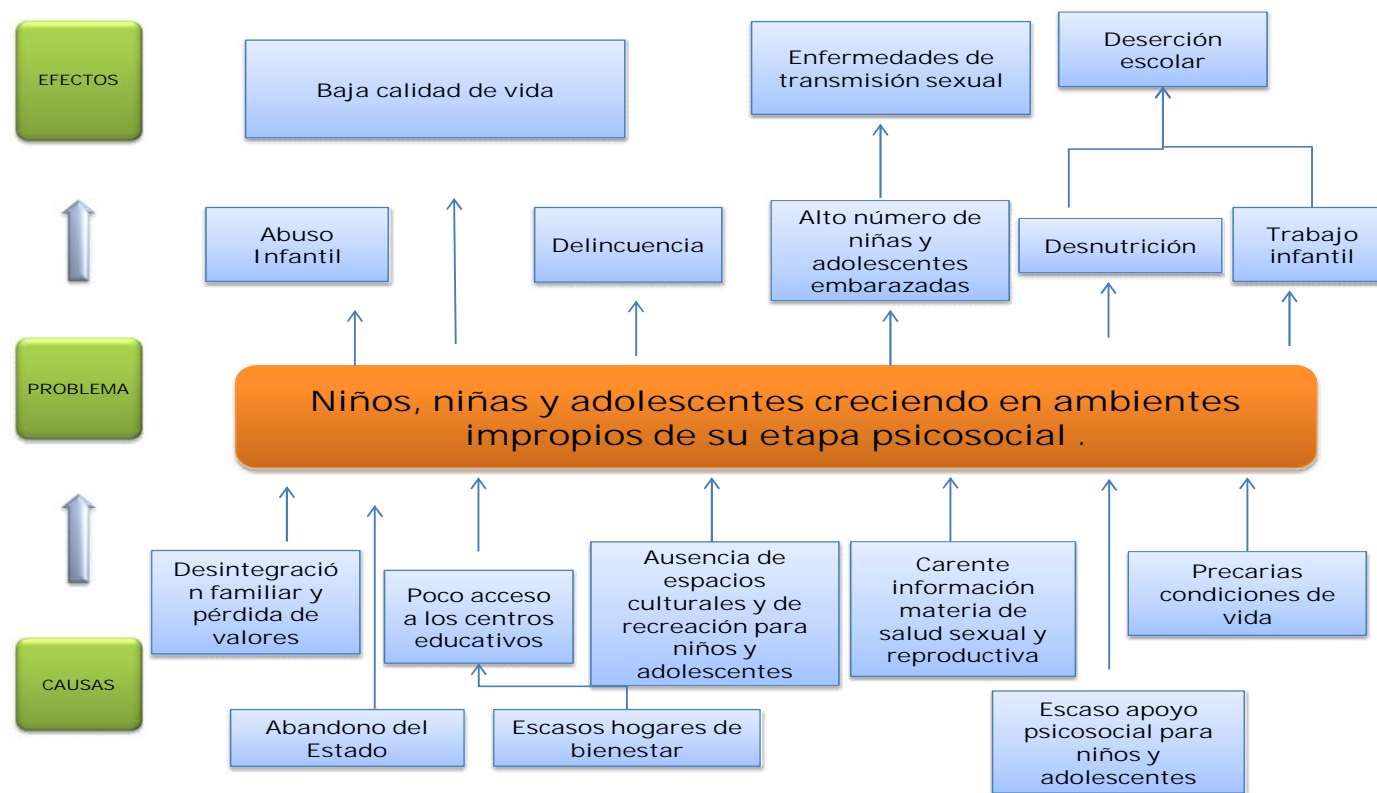 EFECTOS
Baja calidad de vida
Enfermedades de
transmisión sexual
Deserción
escolar
Abuso
Infantil
Delincuencia
Alto número de
niñas y
adolescentes
embarazadas
Desnutrición
Trabajo
infantil
PROBLEMA
Niños, niñas y adolescentes creciendo en ambientes
impropios de su etapa psicosocial .
CAUSAS
Desintegració
n familiar y
pérdida de
valores
Poco acceso
a los centros
educativos
Ausencia de
espacios
culturales y de
recreación para
niños y
adolescentes
Carente
información
materia de
salud sexual y
reproductiva
Precarias
condiciones de
vida
Abandono del
Estado
Escasos hogares de
bienestar
Escaso apoyo
psicosocial para
niños y
adolescentes